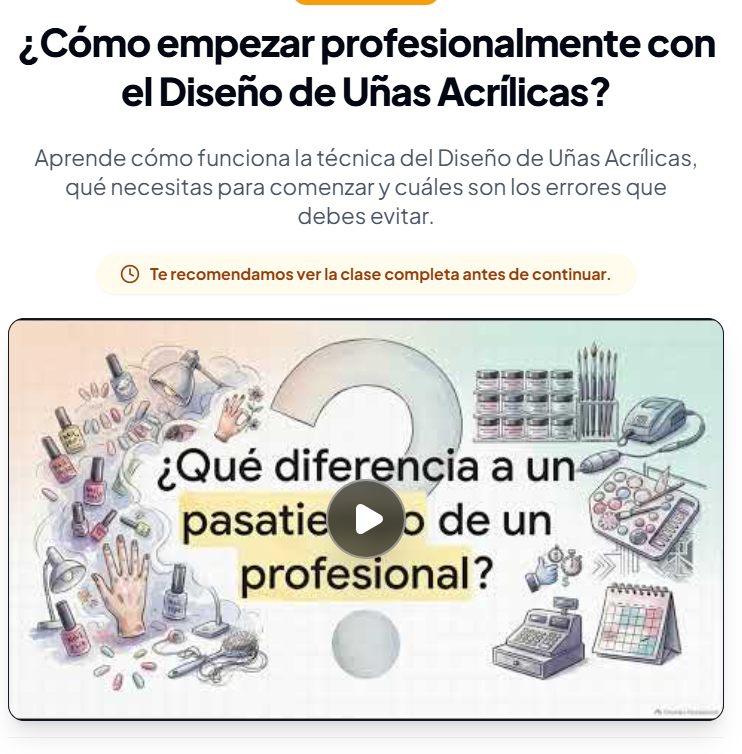 ¿Cómo empezar profesionalmente con
el Diseño de Uñas Acrílicas?
Aprende cómo funciona la técnica del Diseño de Uñas Acrílicas,
qué necesitas para comenzar y cuáles son los errores que
debes evitar.
Te recomendamos ver la clase completa antes de continuar.
¿Qué diferencia a un
de un
profesional?